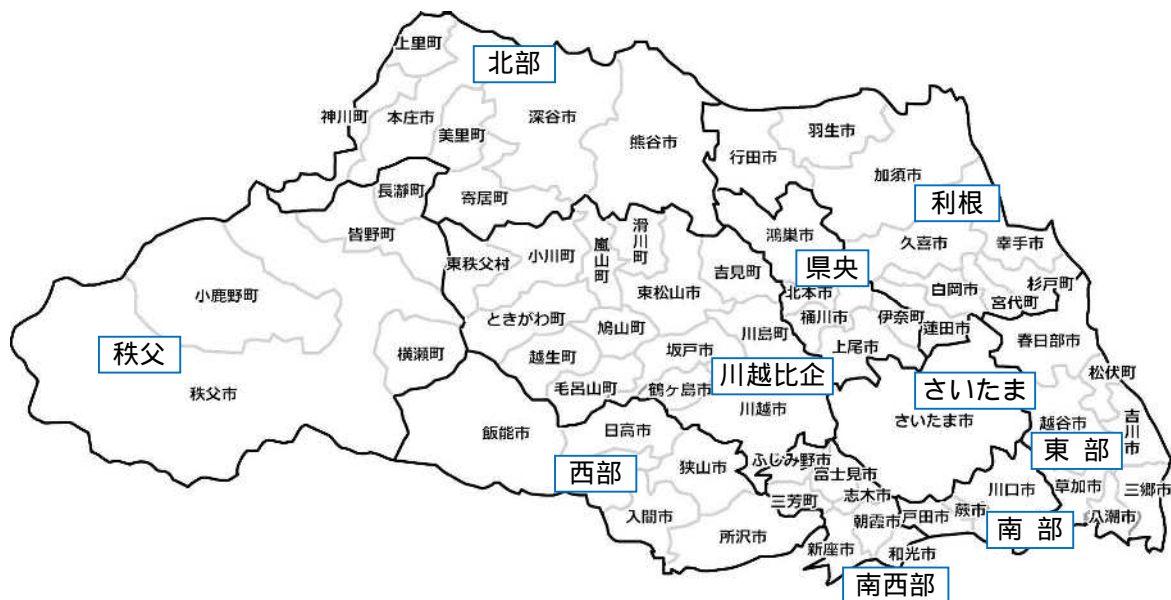 上里町
北部
神川町
本庄市
美里町
深谷市
熊谷市
寄居町
長瀞町
皆野町
小鹿野町
秩父
秩父市
横瀬町
行田市
羽生市
加須市
利根
久喜市
幸手市
白岡市
宮代町
杉戸町
蓮田市
鴻巣市
県央
北本市
桶川市
伊奈町
上尾市
東秩父村
小川町
嵐山町
滑川町
吉見町
東松山市
ときがわ町
鳩山町
川島町
越生町
坂戸市
毛呂山町
鶴ヶ島市
川越比企
川越市
さいたま
さいたま市
春日部市
松伏町
越谷市
吉川市
東 部
草加市
三郷市
八潮市
飯能市
日高市
西部
狭山市
入間市
所沢市
ふじみ野市
富士見市
三芳町
志木市
朝霞市
新座市
和光市
南西部
戸田市
蕨市
川口市
南 部